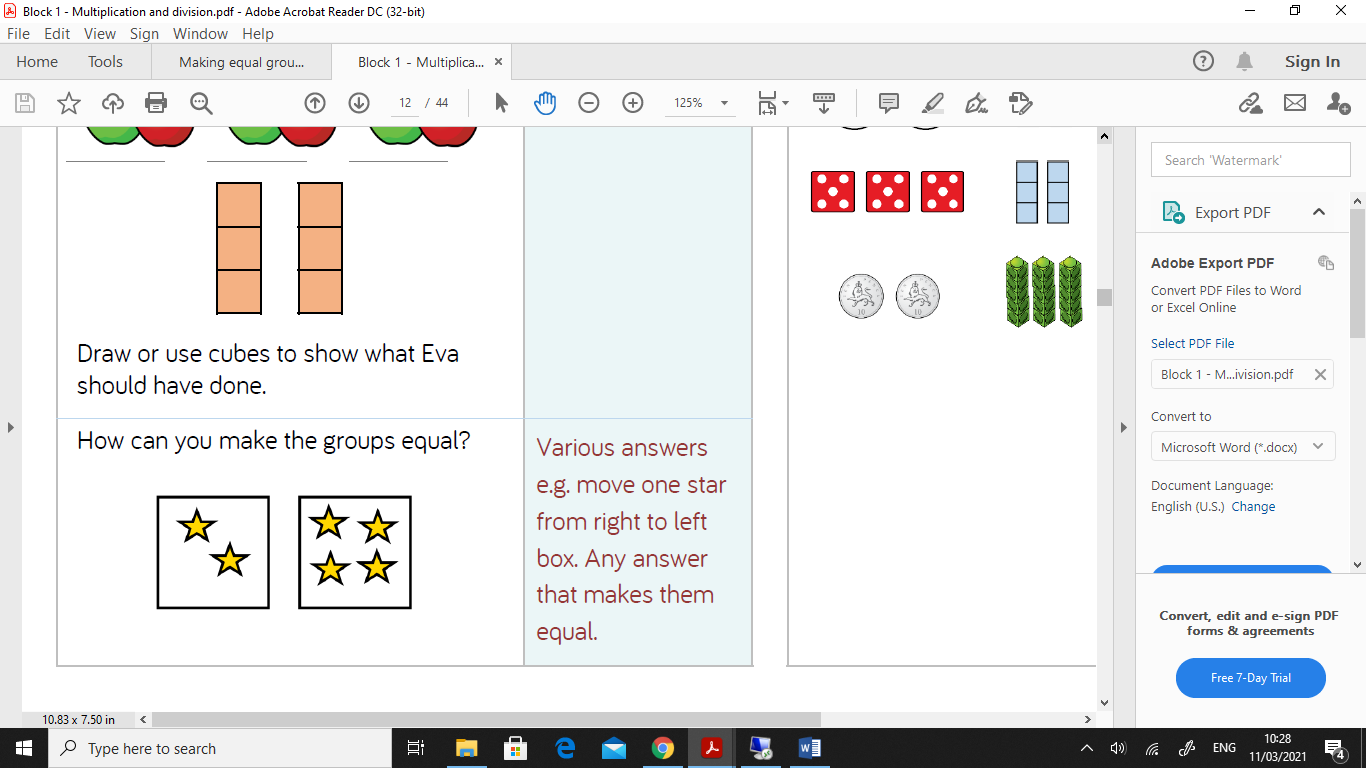 Block 1 - Multiplication and division.pdf - Adobe Acrobat Reader DC (32-bit)
File Edit View Sign Window Help
Home Tools Making equal grou... Block 1 - Multiplica... ×
Sign In
12 / 44
125%
Draw or use cubes to show what Eva
should have done.
How can you make the groups equal?
Various answers
e.g. move one star
from right to left
box. Any answer
that makes them
equal.
10 10
10.83 x 7.50 in
Search 'Watermark'
Export PDF
Adobe Export PDF
Convert PDF Files to Word
or Excel Online
Select PDF File
Block 1 - M...ivision.pdf
Convert to
Microsoft Word (*.docx)
Document Language:
English (U.S.) Change
Convert, edit and e-sign PDF
forms & agreements
Free 7-Day Trial
Type here to search
ENG
10:28
11/03/2021
4